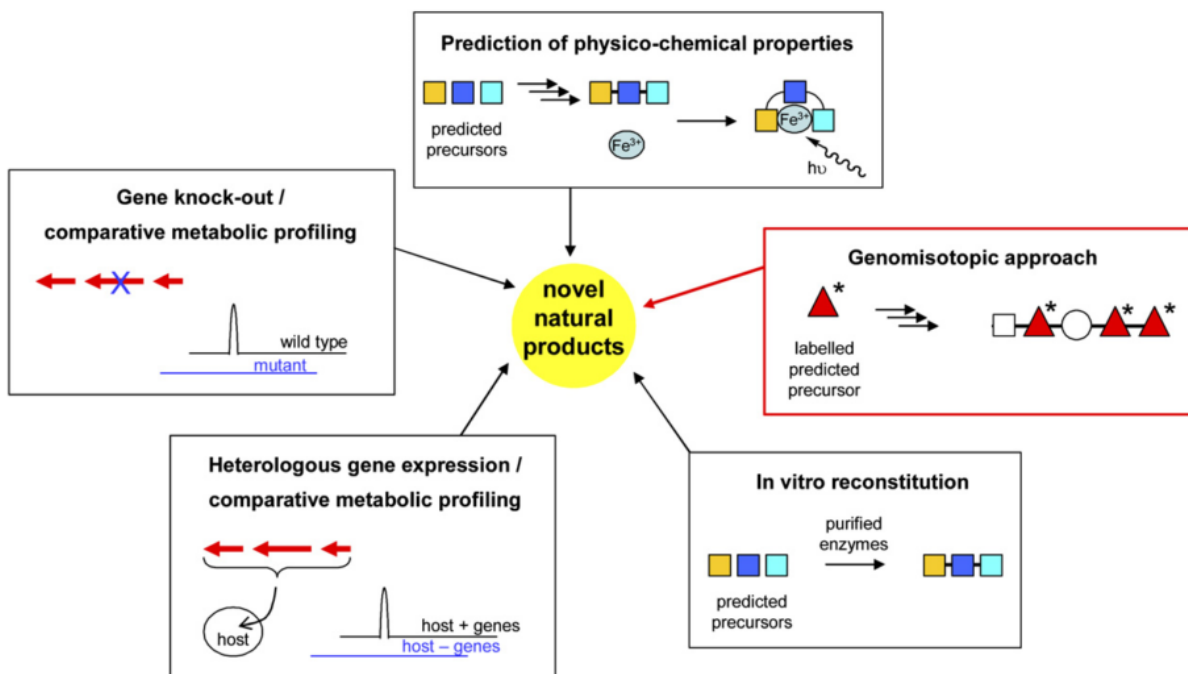 Prediction of physico-chemical properties
predicted
precursors
Fe3+
Fe3+
hυ
Gene knock-out /
comparative metabolic profiling
X
wild type
mutant
novel
natural
products
Genomisotopic approach
*
* * *
labelled
predicted
precursor
Heterologous gene expression /
comparative metabolic profiling
host
host + genes
host – genes
In vitro reconstitution
purified
enzymes
predicted
precursors